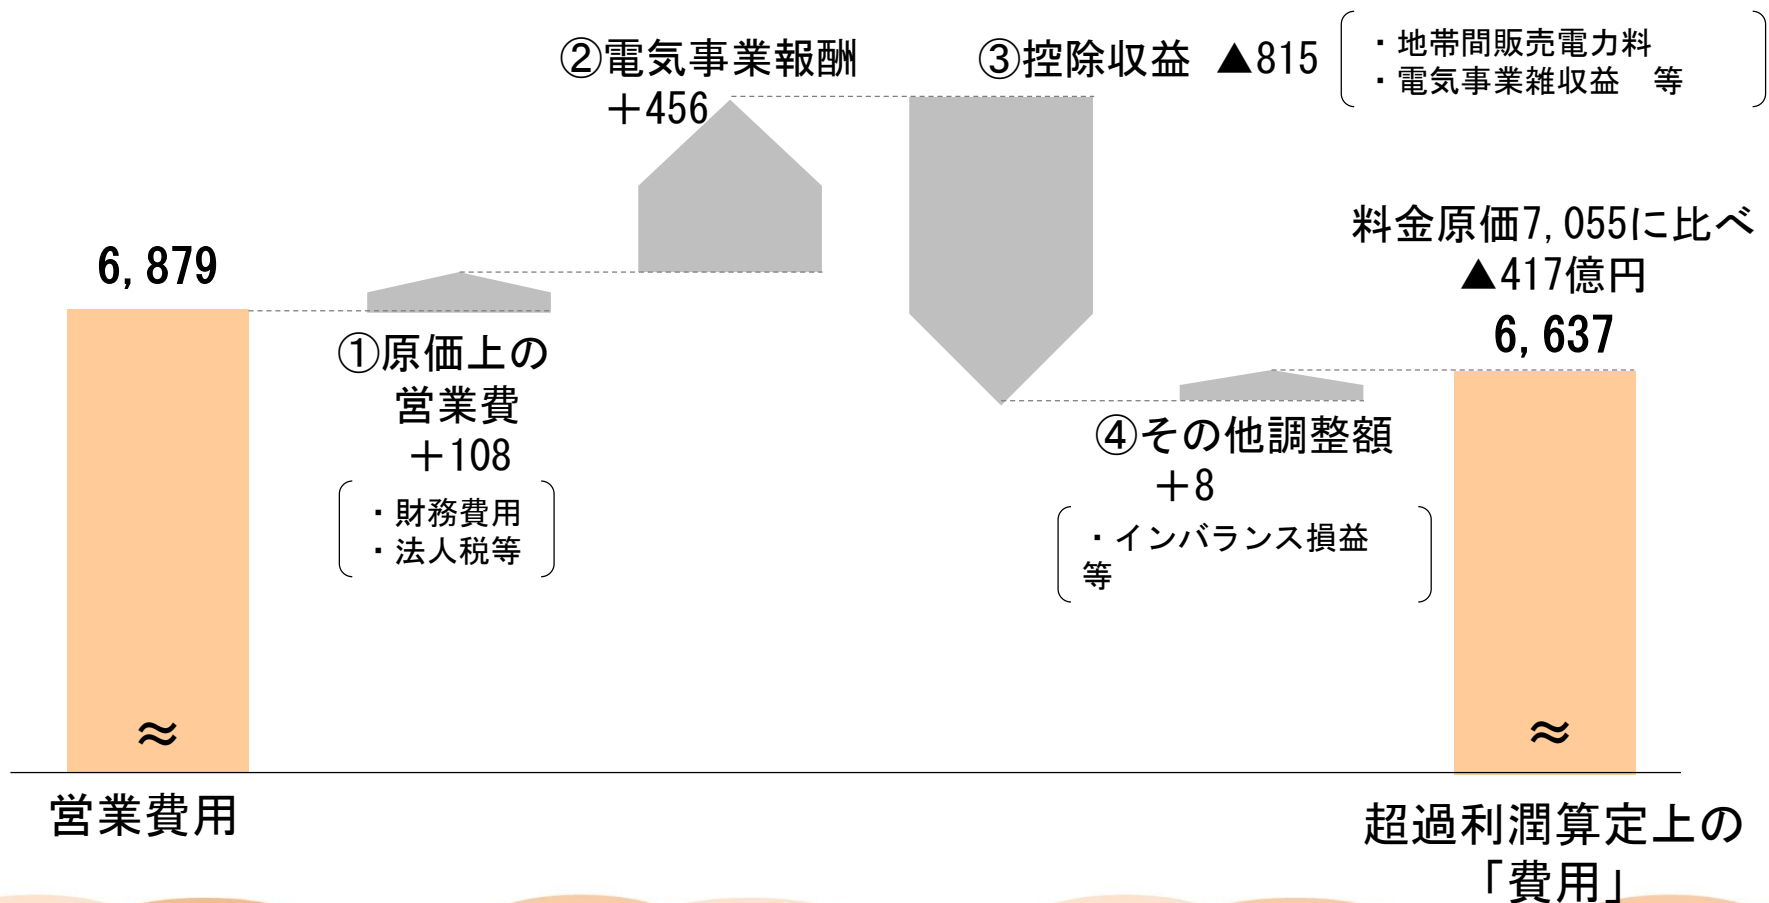 ②電気事業報酬
＋456
③控除収益 ▲815
・地帯間販売電力料
・電気事業雑収益　等
6,879
①原価上の
営業費
＋108
・財務費用
・法人税等
④その他調整額
＋8
・インバランス損益
等
料金原価7,055に比べ
▲417億円
6,637
≈
≈
営業費用
超過利潤算定上の
「費用」